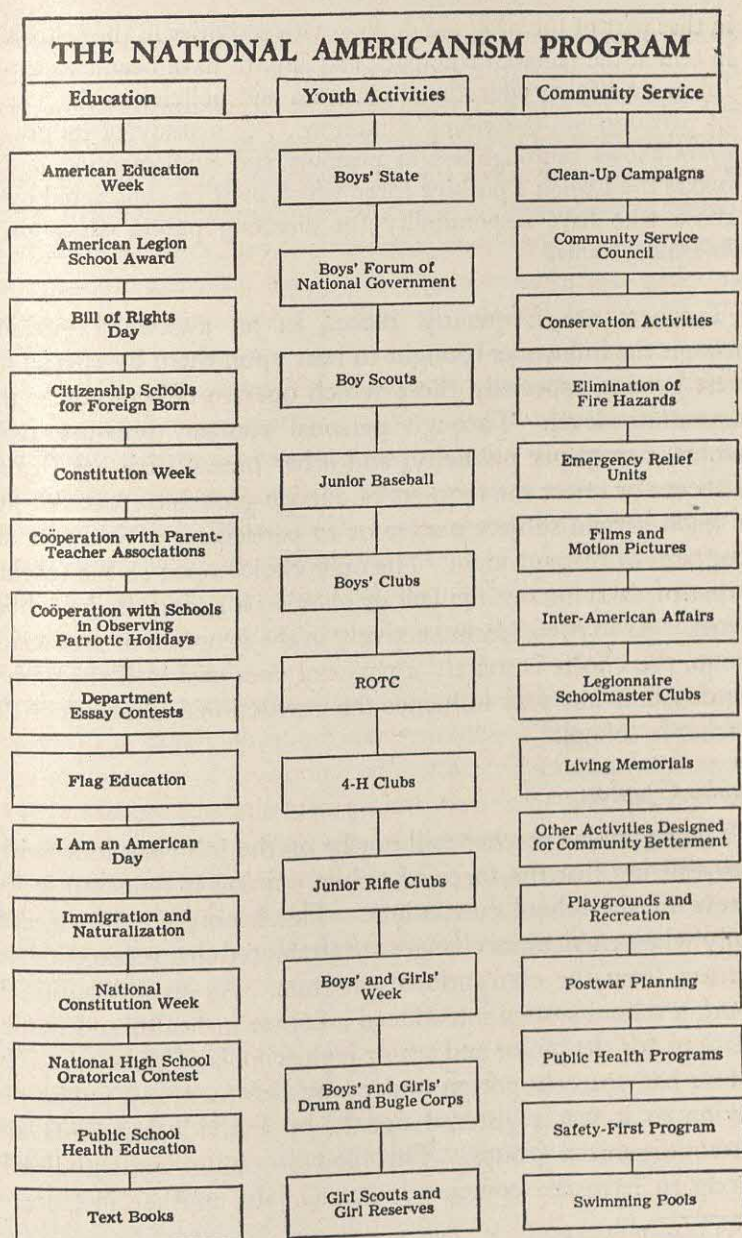 THE NATIONAL AMERICANISM PROGRAM
Education
Youth Activities
Community Service
American Education
Week
American Legion
School Award
Bill of Rights
Day
Citizenship Schools
for Foreign Born
Constitution Week
Coöperation with Parent-
Teacher Associations
Coöperation with Schools
in Observing
Patriotic Holidays
Department
Essay Contests
Flag Education
I Am an American
Day
Immigration and
Naturalization
National
Constitution Week
National High School
Oratorical Contest
Public School
Health Education
Text Books
Boys' State
Boys' Forum of
National Government
Boy Scouts
Junior Baseball
Boys' Clubs
ROTC
4-H Clubs
Junior Rifle Clubs
Boys' and Girls'
Week
Boys' and Girls'
Drum and Bugle Corps
Girl Scouts and
Girl Reserves
Clean-Up Campaigns
Community Service
Council
Conservation Activities
Elimination of
Fire Hazards
Emergency Relief
Units
Films and
Motion Pictures
Inter-American Affairs
Legionnaire
Schoolmaster Clubs
Living Memorials
Other Activities Designed
for Community Betterment
Playgrounds and
Recreation
Postwar Planning
Public Health Programs
Safety-First Program
Swimming Pools